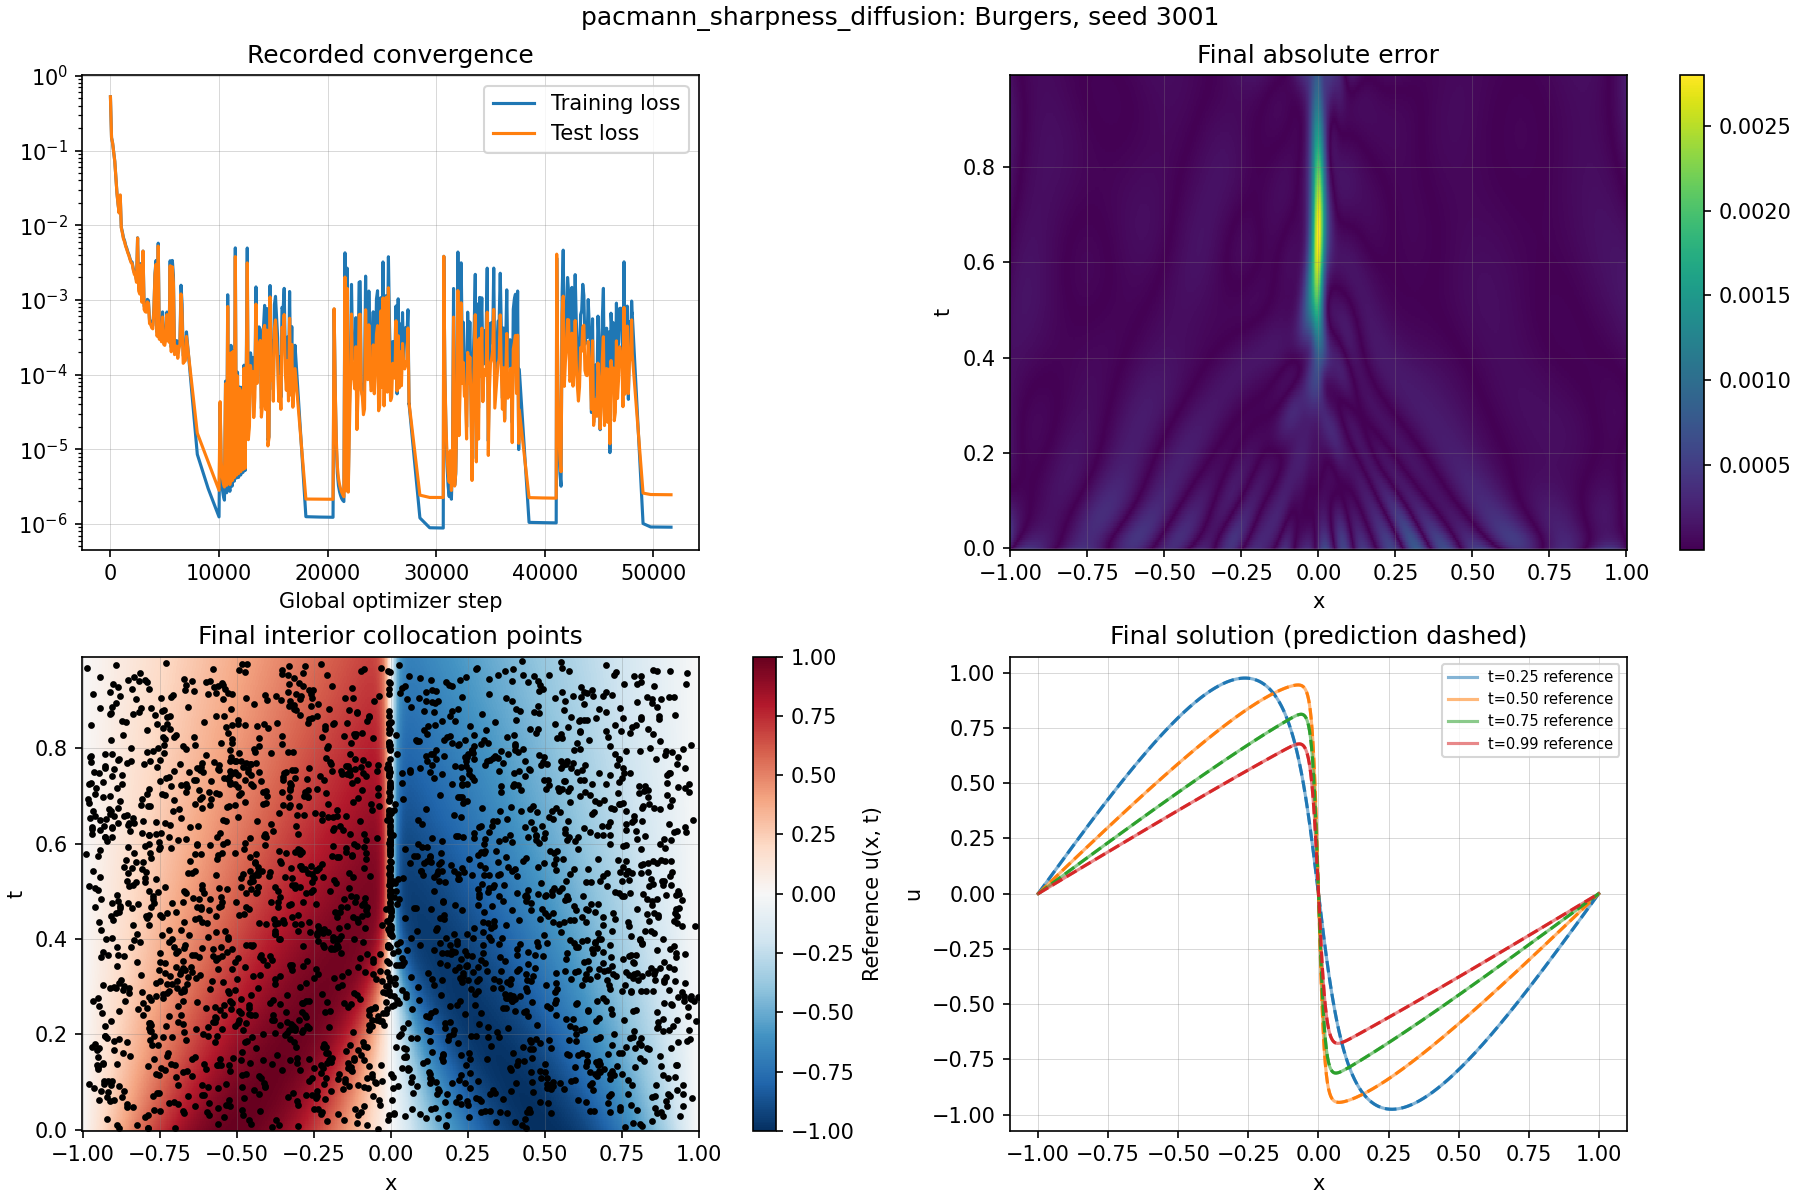 pacmann_sharpness_diffusion: Burgers, seed 3001
Recorded convergence
10⁰
10⁻¹
10⁻²
10⁻³
10⁻⁴
10⁻⁵
10⁻⁶
Training loss
Test loss
0 10000 20000 30000 40000 50000
Global optimizer step
Final absolute error
t
0.8
0.6
0.4
0.2
0.0
−1.00 −0.75 −0.50 −0.25 0.00 0.25 0.50 0.75 1.00
x
0.0025
0.0020
0.0015
0.0010
0.0005
Final interior collocation points
t
0.8
0.6
0.4
0.2
0.0
−1.00 −0.75 −0.50 −0.25 0.00 0.25 0.50 0.75 1.00
x
1.00
0.75
0.50
0.25
0.00
−0.25
−0.50
−0.75
−1.00
Reference u(x, t)
Final solution (prediction dashed)
u
1.00
0.75
0.50
0.25
0.00
−0.25
−0.50
−0.75
−1.00
t=0.25 reference
t=0.50 reference
t=0.75 reference
t=0.99 reference
−1.00 −0.75 −0.50 −0.25 0.00 0.25 0.50 0.75 1.00
x